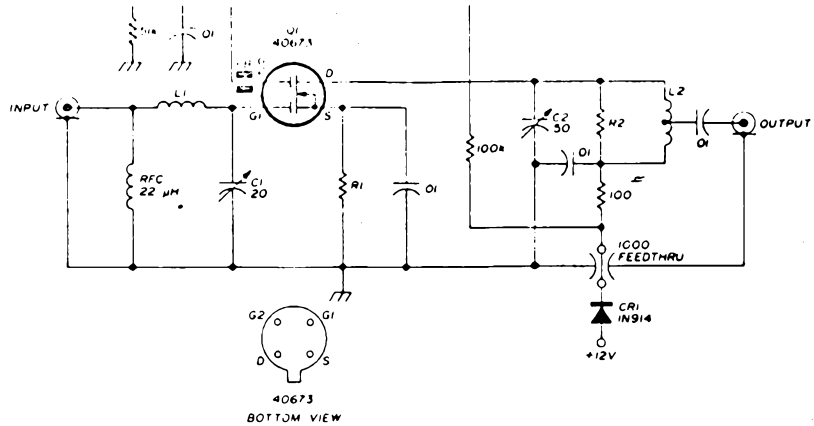 01
Q1
40673
D
L1
L2
INPUT
G1
S
C2
50
R2
01
OUTPUT
100k
01
RFC
22 µH
C1
20
R1
01
100
1000
FEEDTHRU
G2
G1
D
S
CR1
1N914
+12V
40673
BOTTOM VIEW